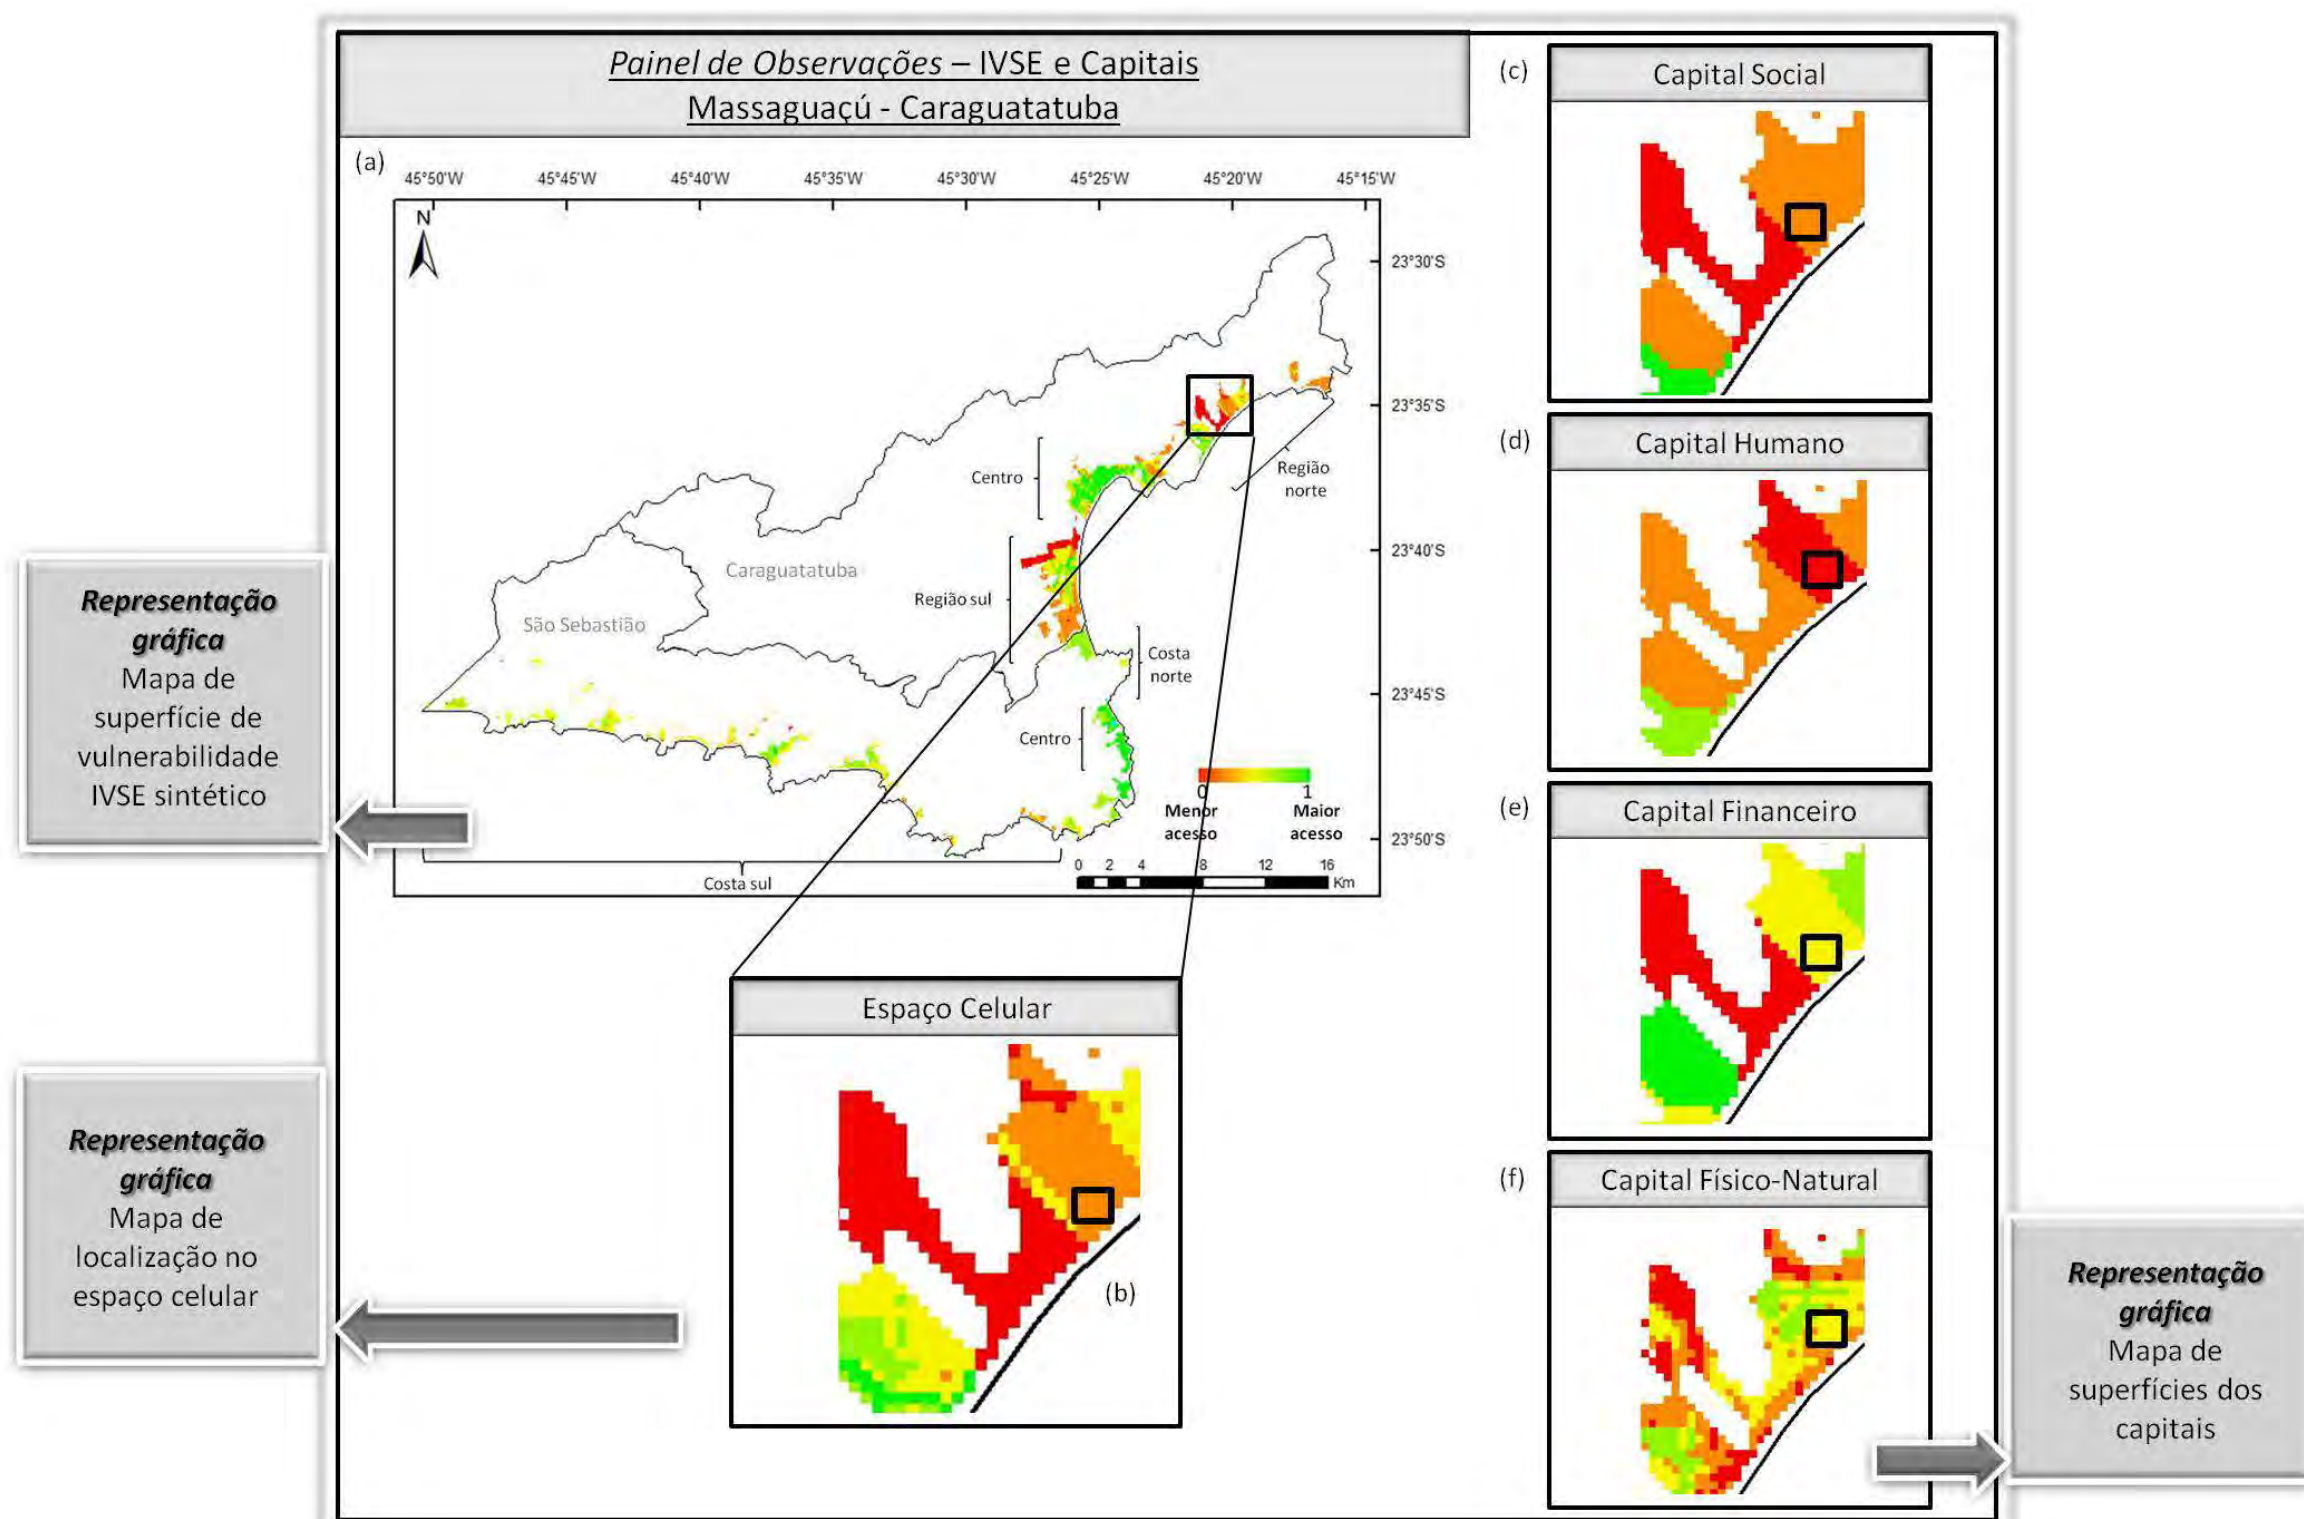 Painel de Observações – IVSE e Capitais
Massaguaçú - Caraguatatuba
(a)
45°50'W 45°45'W 45°40'W 45°35'W 45°30'W 45°25'W 45°20'W 45°15'W
N
23°30'S
23°35'S
23°40'S
23°45'S
23°50'S
Centro
Região
norte
Caraguatatuba
Região sul
São Sebastião
Costa
norte
Centro
0 1
Menor
acesso
Maior
acesso
0 2 4 8 12 16
Km
Costa sul
Espaço Celular
(b)
(c)
Capital Social
(d)
Capital Humano
(e)
Capital Financeiro
(f)
Capital Físico-Natural
Representação
gráfica
Mapa de
superfície de
vulnerabilidade
IVSE sintético
Representação
gráfica
Mapa de
localização no
espaço celular
Representação
gráfica
Mapa de
superfícies dos
capitais